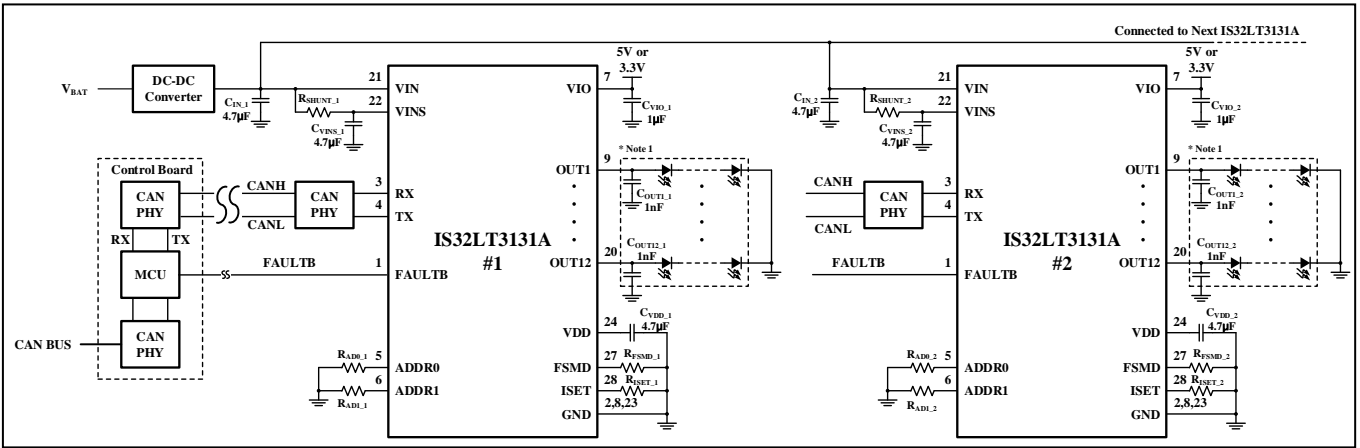 Connected to Next IS32LT3131A
V_BAT
DC-DC
Converter
C_IN_1
4.7µF
R_SHUNT_1
C_VINS_1
4.7µF
21
VIN
22
VINS
5V or
3.3V
7
VIO
C_VIO_1
1µF
Control Board
CAN
PHY
CANH
CANL
CAN
PHY
3
RX
4
TX
RX
TX
MCU
FAULTB
1
FAULTB
CAN
PHY
CAN BUS
IS32LT3131A
#1
* Note 1
9
OUT1
C_OUT1_1
1nF
20
OUT12
C_OUT12_1
1nF
R_AD0_1
5
ADDR0
6
ADDR1
R_AD1_1
C_VDD_1
4.7µF
24
VDD
27
FSMD
R_FSMD_1
28
ISET
R_ISET_1
2,8,23
GND
C_IN_2
4.7µF
R_SHUNT_2
C_VINS_2
4.7µF
21
VIN
22
VINS
5V or
3.3V
7
VIO
C_VIO_2
1µF
CANH
CANL
CAN
PHY
3
RX
4
TX
FAULTB
1
FAULTB
IS32LT3131A
#2
* Note 1
9
OUT1
C_OUT1_2
1nF
20
OUT12
C_OUT12_2
1nF
R_AD0_2
5
ADDR0
6
ADDR1
R_AD1_2
C_VDD_2
4.7µF
24
VDD
27
FSMD
R_FSMD_2
28
ISET
R_ISET_2
2,8,23
GND